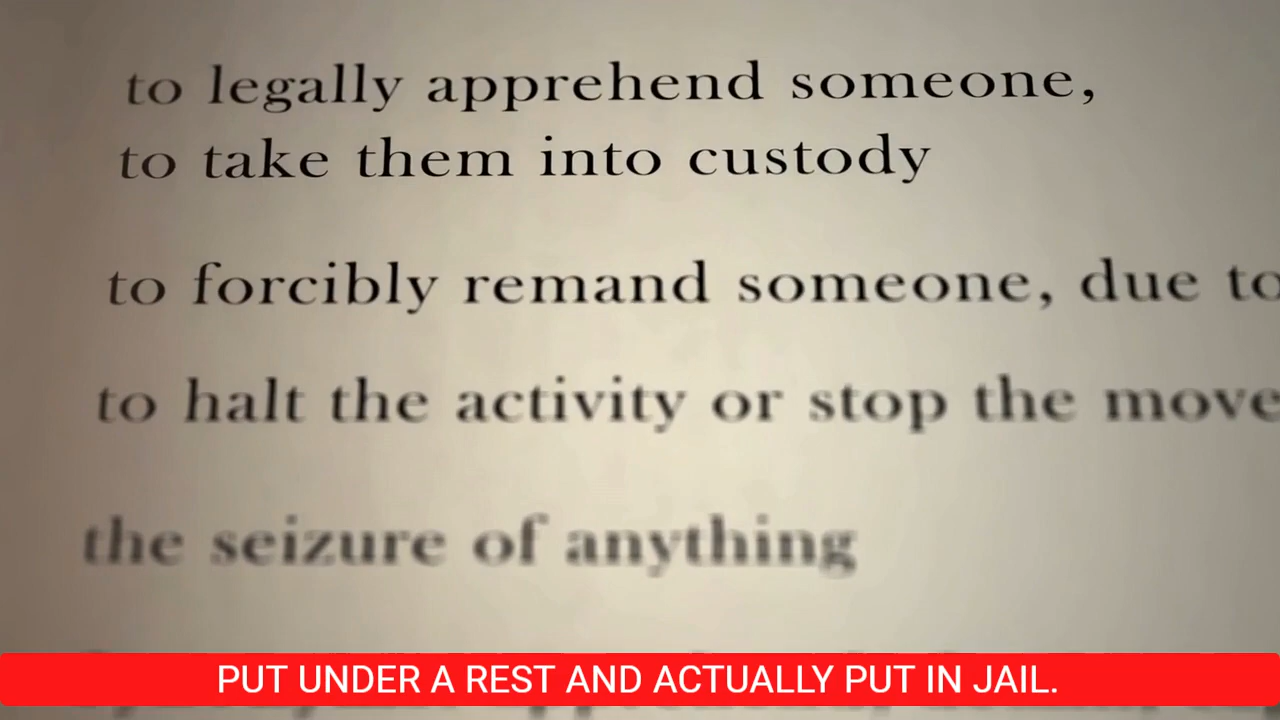 to legally apprehend someone,
to take them into custody
to forcibly remand someone, due to
to halt the activity or stop the move
the seizure of anything
PUT UNDER A REST AND ACTUALLY PUT IN JAIL.